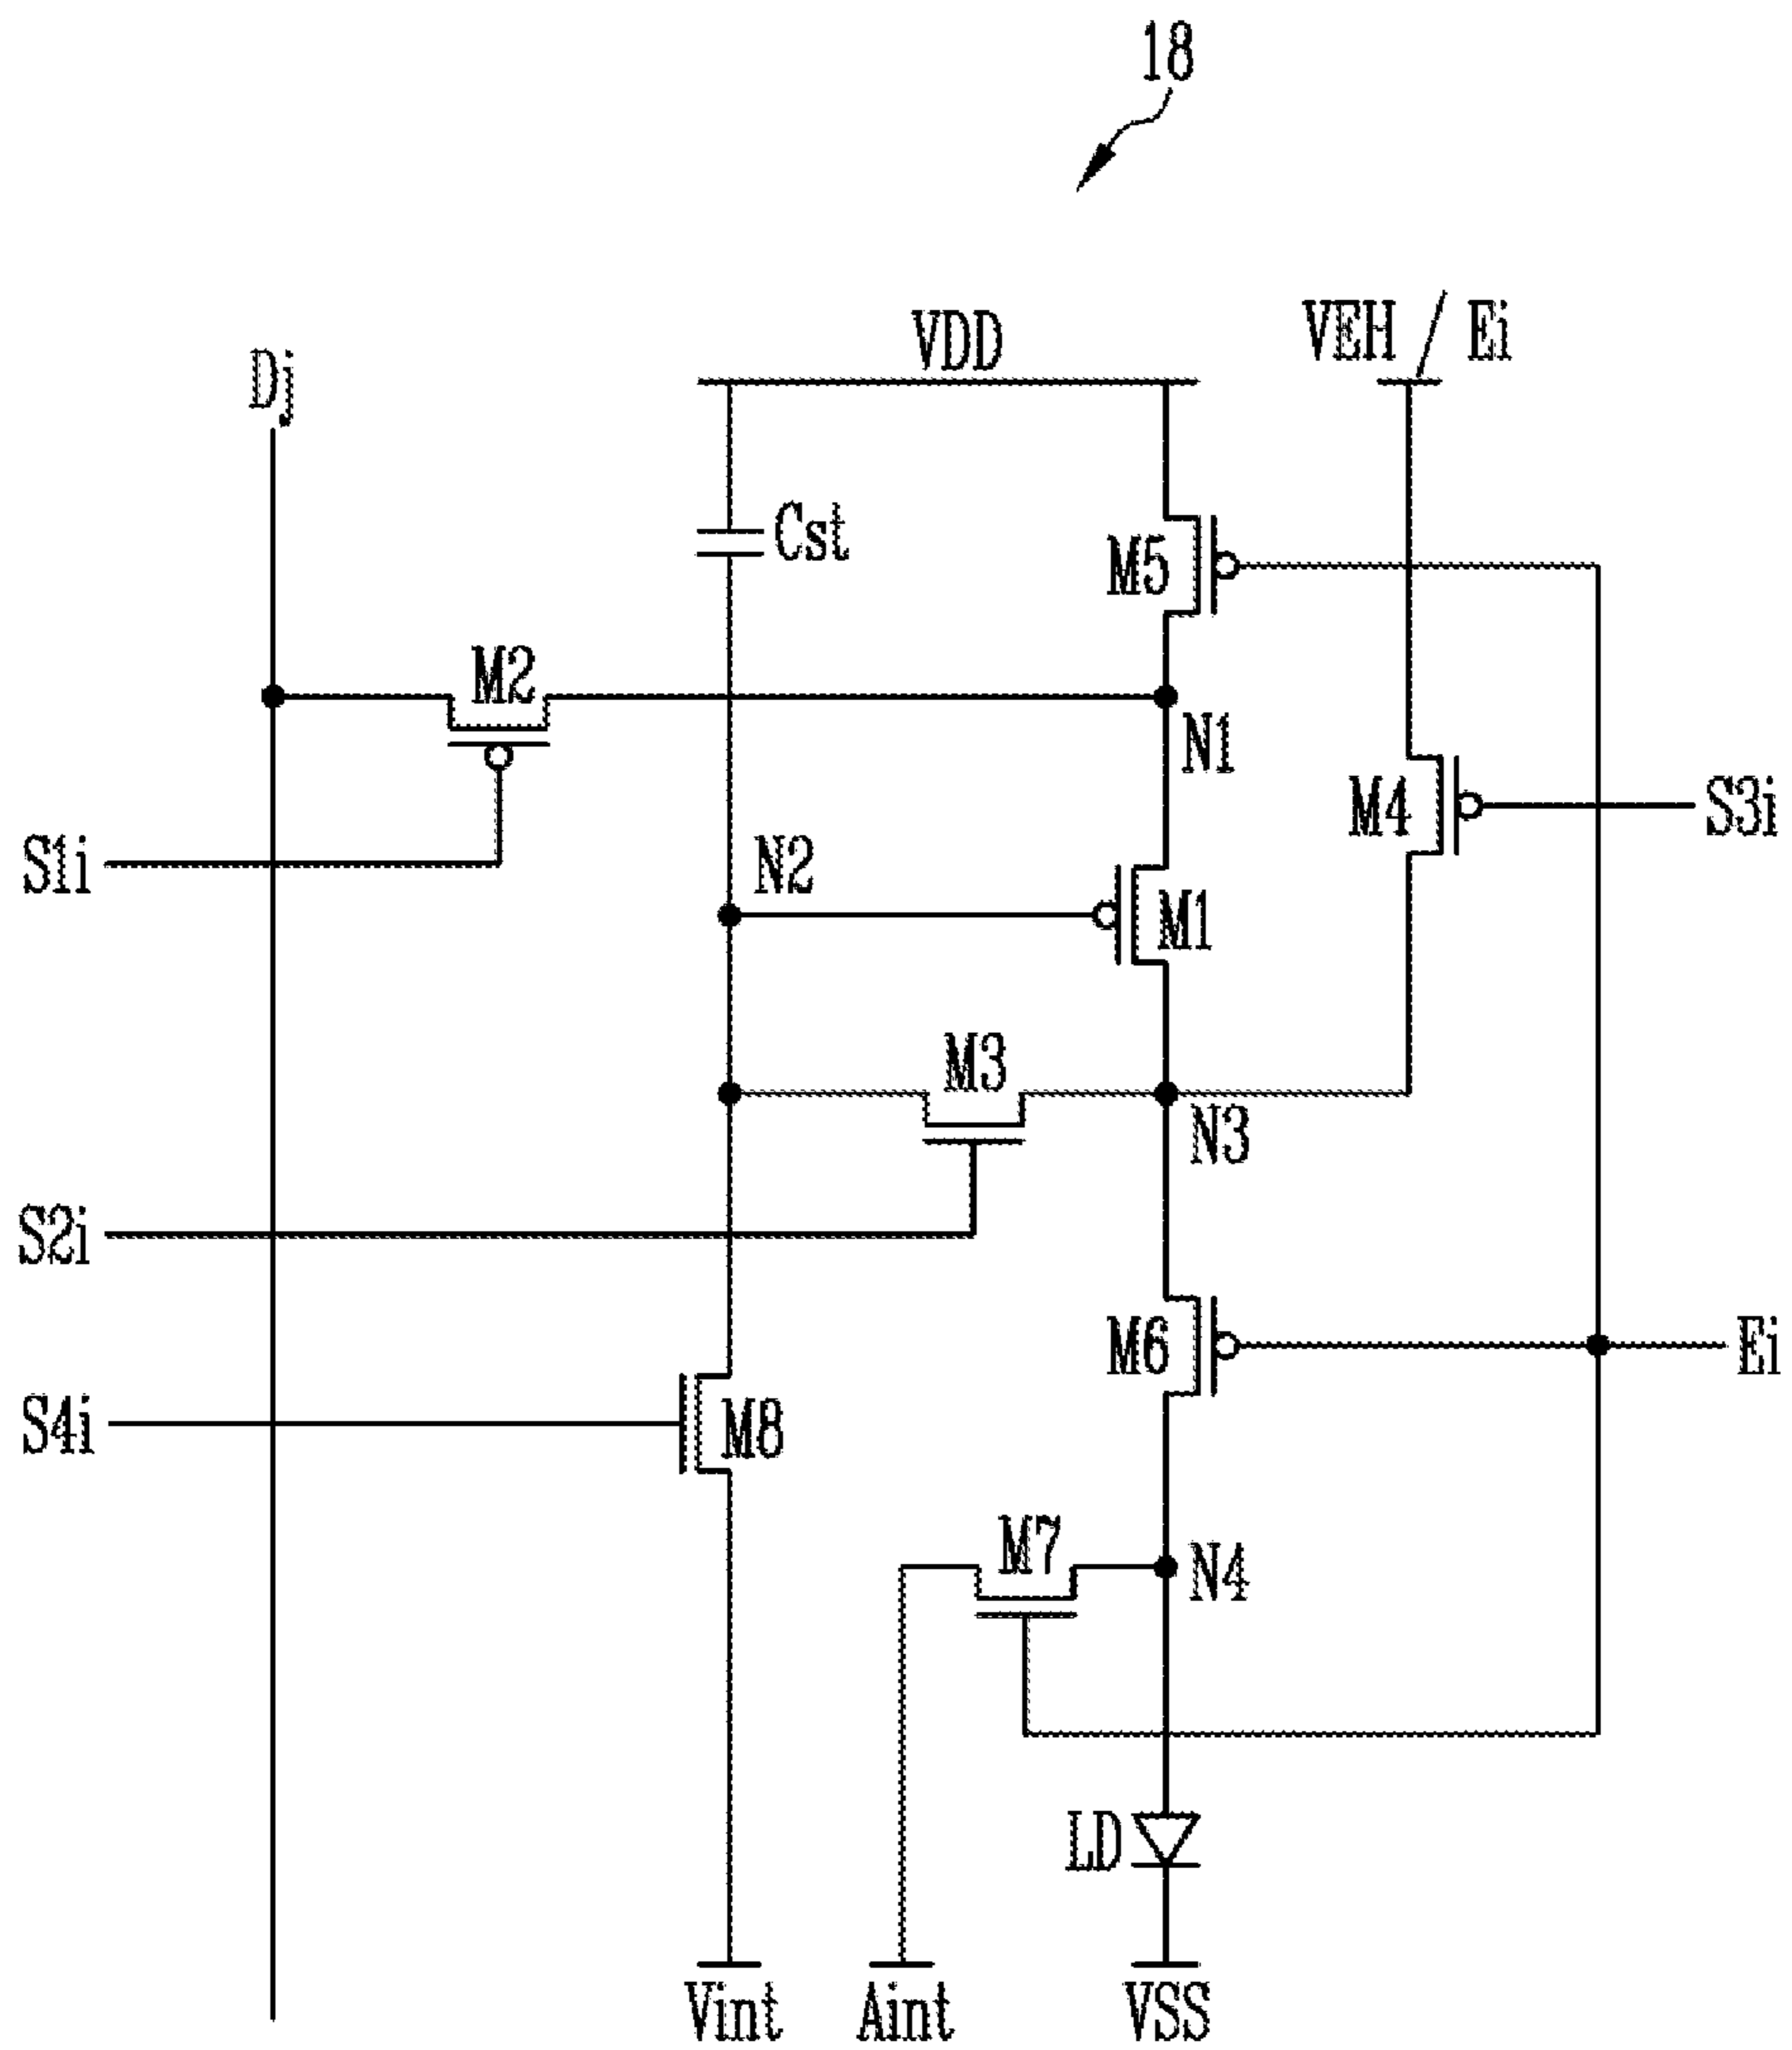 18
VDD
VEH / Ei
Dj
Cst
M5
M2
N1
M4
S3i
S1i
N2
M1
M3
N3
S2i
M6
Ei
S4i
M8
M7
N4
LD
Vint
Aint
VSS